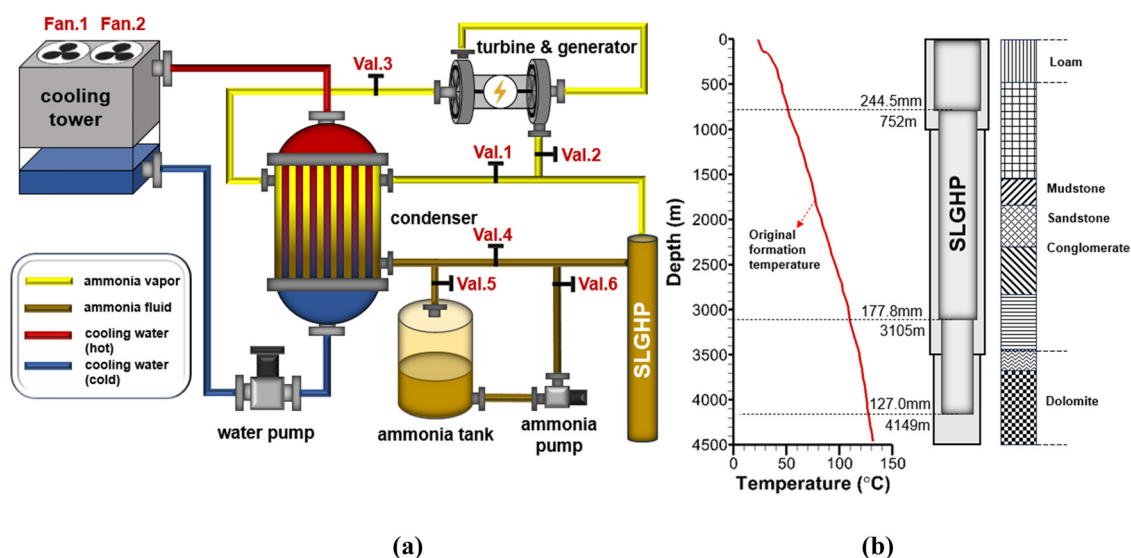 Fan.1 Fan.2
cooling
tower
Val.3
turbine & generator
Val.1
Val.2
condenser
Val.4
Val.5
Val.6
SLGHP
ammonia vapor
ammonia fluid
cooling water
(hot)
cooling water
(cold)
water pump
ammonia tank
ammonia
pump
(a)
Depth (m)
0
500
1000
1500
2000
2500
3000
3500
4000
4500
0 50 100 150
Temperature (°C)
Original
formation
temperature
244.5mm
752m
177.8mm
3105m
127.0mm
4149m
SLGHP
Loam
Mudstone
Sandstone
Conglomerate
Dolomite
(b)